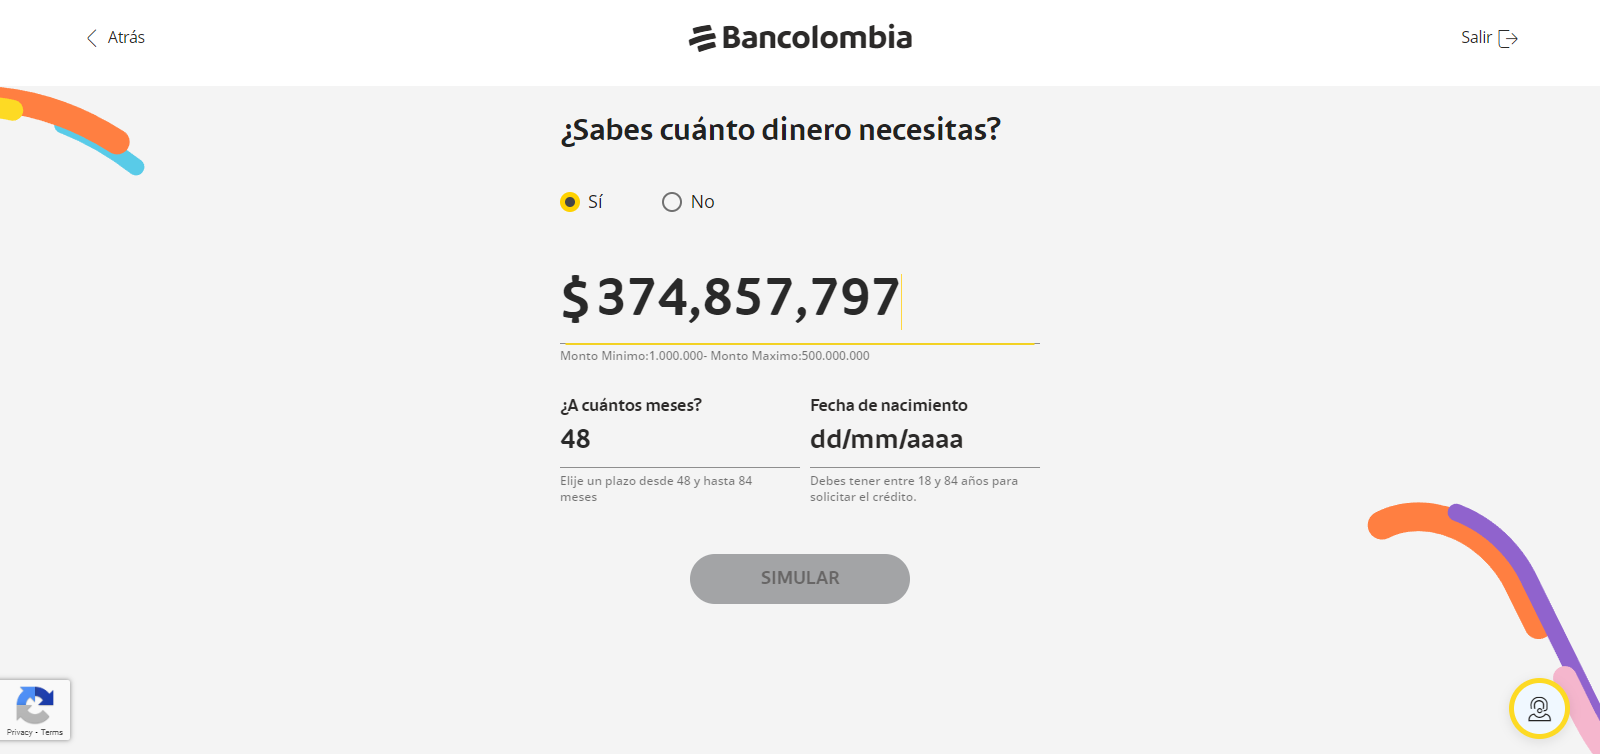 Atrás
Bancolombia
Salir
¿Sabes cuánto dinero necesitas?
Sí
No
$ 374,857,797
Monto Minimo:1.000.000- Monto Maximo:500.000.000
¿A cuántos meses?
48
Elije un plazo desde 48 y hasta 84
meses
Fecha de nacimiento
dd/mm/aaaa
Debes tener entre 18 y 84 años para
solicitar el crédito.
SIMULAR
Privacy - Terms